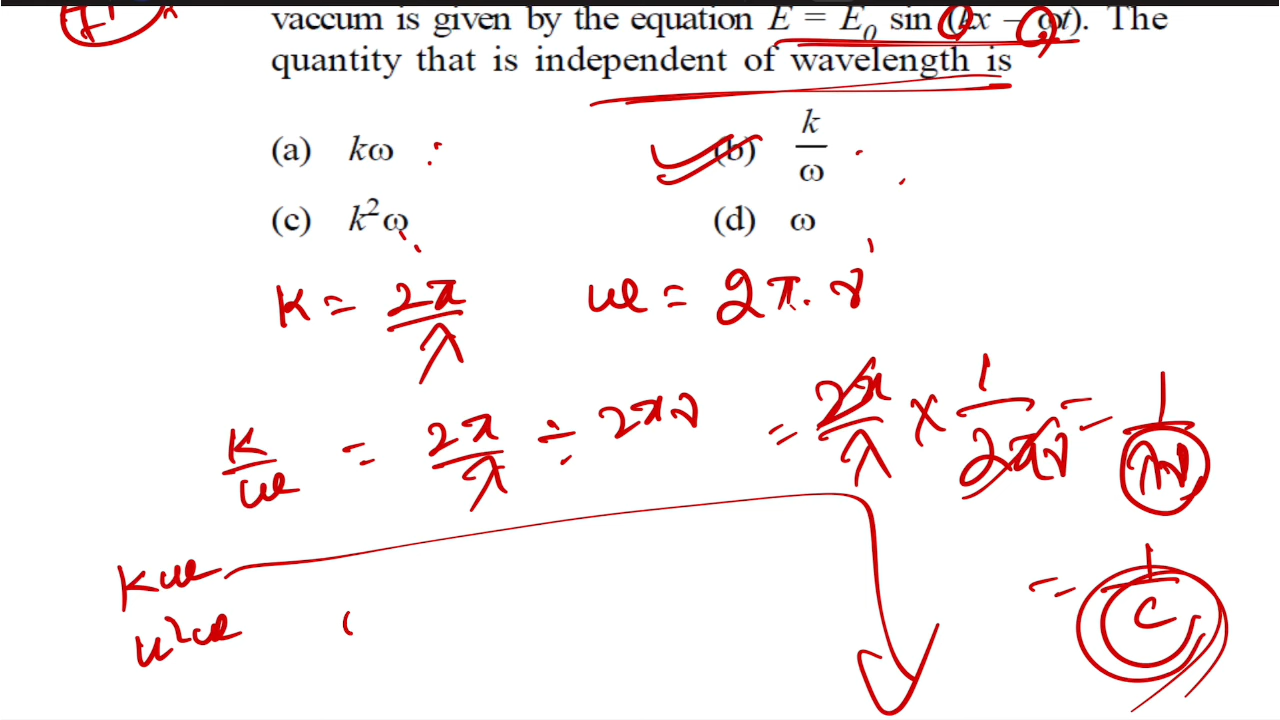 vaccum is given by the equation E = E₀ sin (kx – ωt). The
quantity that is independent of wavelength is
(a) kω (b) k/ω
(c) k²ω (d) ω
K = 2π/λ ω = 2π.ν
K/ω = 2π/λ ÷ 2πν = 2π/λ × 1/2πν = 1/λν
Kω = 1/C
K²ω (